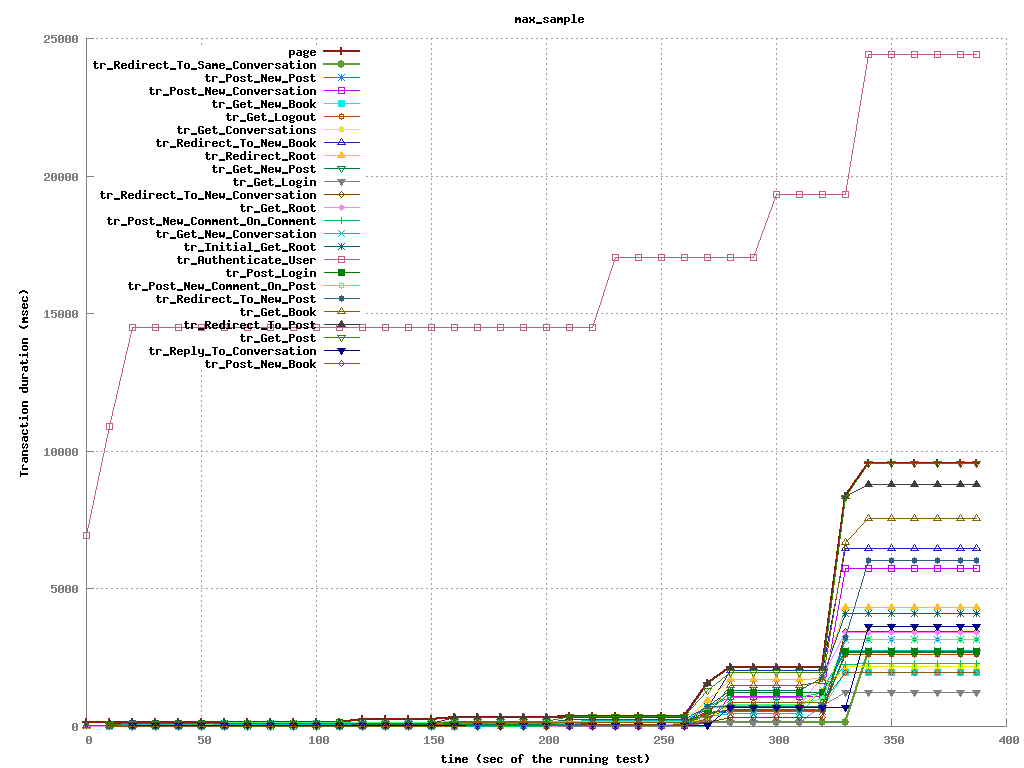 max_sample
25000
20000
15000
10000
5000
0
Transaction duration (msec)
page
tr_Redirect_To_Same_Conversation
tr_Post_New_Post
tr_Post_New_Conversation
tr_Get_New_Book
tr_Get_Logout
tr_Get_Conversations
tr_Redirect_To_New_Book
tr_Redirect_Root
tr_Get_New_Post
tr_Get_Login
tr_Redirect_To_New_Conversation
tr_Get_Root
tr_Post_New_Comment_On_Comment
tr_Get_New_Conversation
tr_Initial_Get_Root
tr_Authenticate_User
tr_Post_Login
tr_Post_New_Comment_On_Post
tr_Redirect_To_New_Post
tr_Get_Book
tr_Redirect_To_Post
tr_Get_Post
tr_Reply_To_Conversation
tr_Post_New_Book
0 50 100 150 200 250 300 350 400
time (sec of the running test)